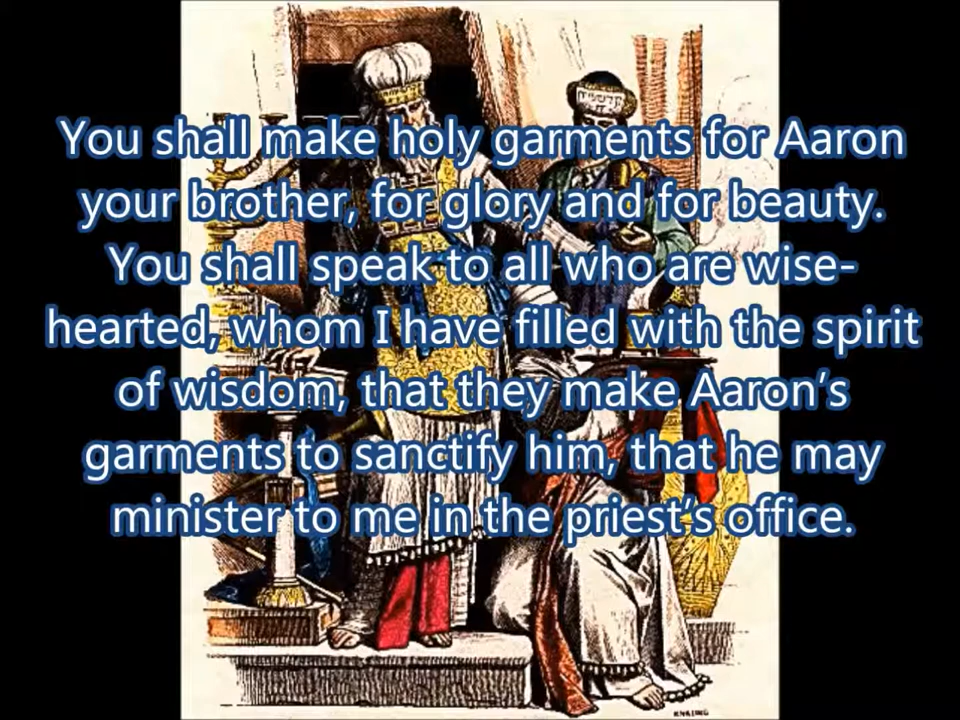 You shall make holy garments for Aaron
your brother, for glory and for beauty.
You shall speak to all who are wise-
hearted, whom I have filled with the spirit
of wisdom, that they make Aaron’s
garments to sanctify him, that he may
minister to me in the priest’s office.